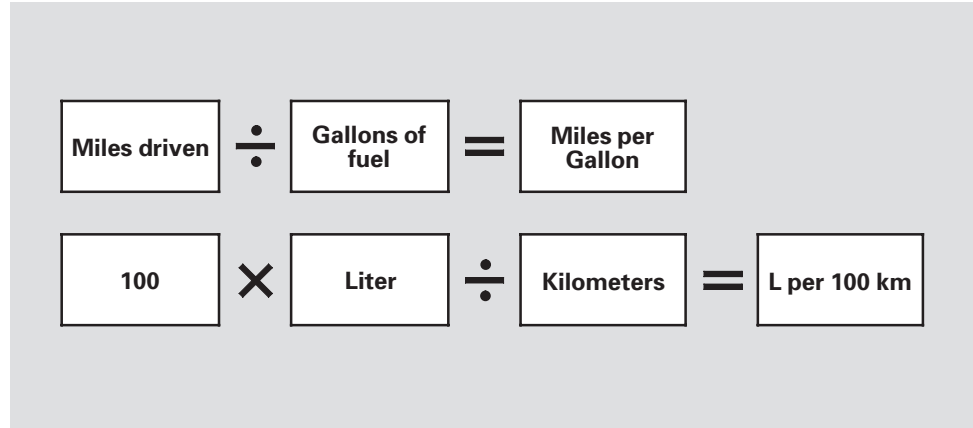 Miles driven ÷ Gallons of fuel = Miles per Gallon
100 × Liter ÷ Kilometers = L per 100 km